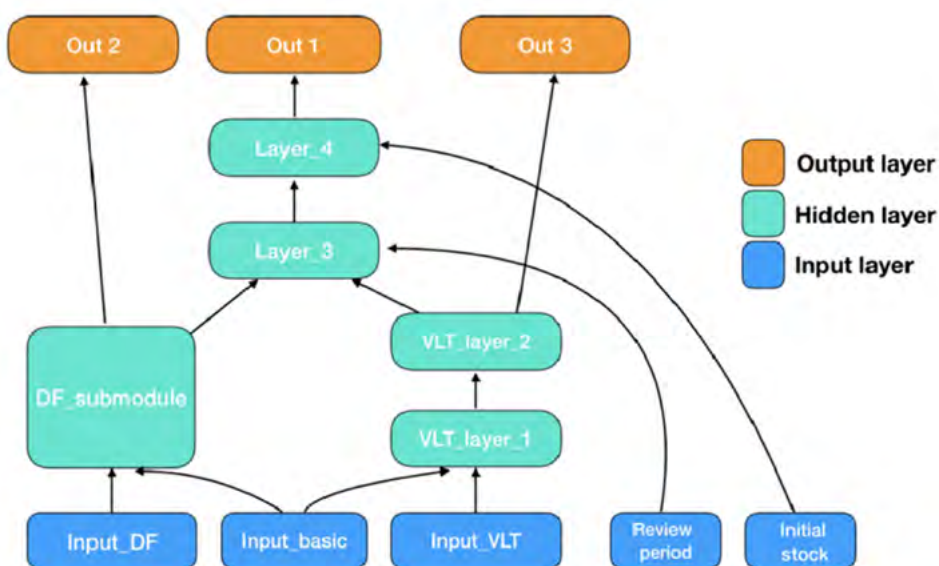 Out 2
Out 1
Out 3
Layer_4
Output layer
Hidden layer
Layer_3
Input layer
VLT_layer_2
DF_submodule
VLT_layer_1
Input_DF
Input_basic
Input_VLT
Review
period
Initial
stock